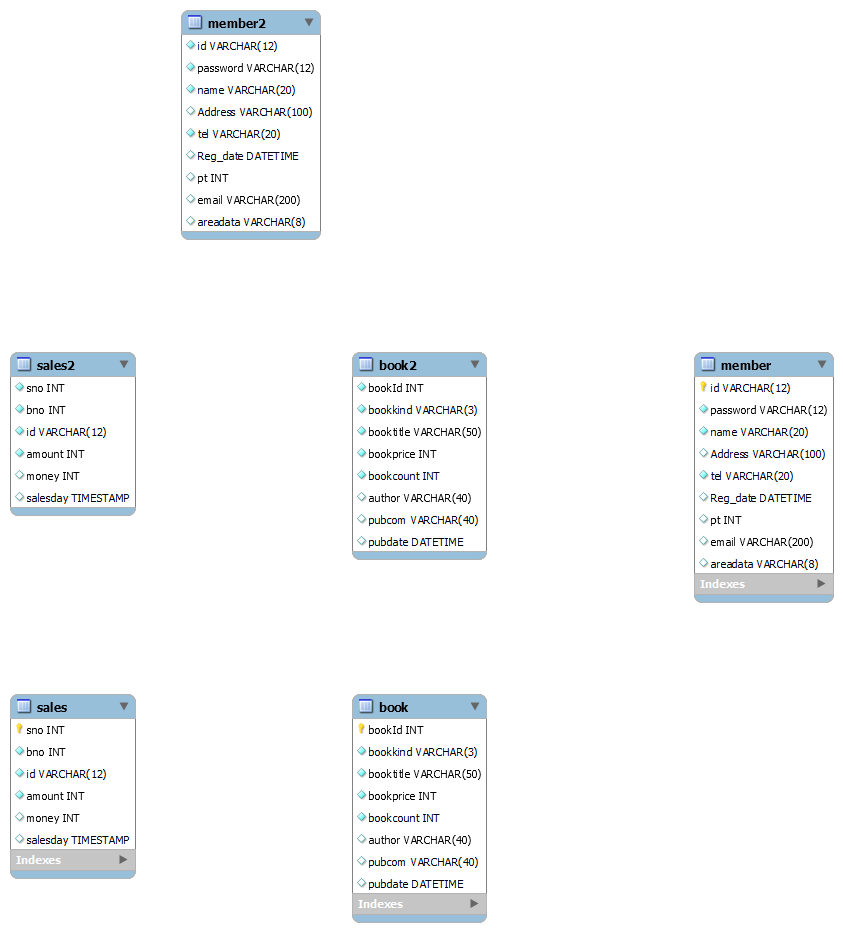 member2
id VARCHAR(12)
password VARCHAR(12)
name VARCHAR(20)
Address VARCHAR(100)
tel VARCHAR(20)
Reg_date DATETIME
pt INT
email VARCHAR(200)
areadata VARCHAR(8)
sales2
sno INT
bno INT
id VARCHAR(12)
amount INT
money INT
salesday TIMESTAMP
book2
bookId INT
bookkind VARCHAR(3)
booktitle VARCHAR(50)
bookprice INT
bookcount INT
author VARCHAR(40)
pubcom VARCHAR(40)
pubdate DATETIME
member
id VARCHAR(12)
password VARCHAR(12)
name VARCHAR(20)
Address VARCHAR(100)
tel VARCHAR(20)
Reg_date DATETIME
pt INT
email VARCHAR(200)
areadata VARCHAR(8)
Indexes
sales
sno INT
bno INT
id VARCHAR(12)
amount INT
money INT
salesday TIMESTAMP
Indexes
book
bookId INT
bookkind VARCHAR(3)
booktitle VARCHAR(50)
bookprice INT
bookcount INT
author VARCHAR(40)
pubcom VARCHAR(40)
pubdate DATETIME
Indexes